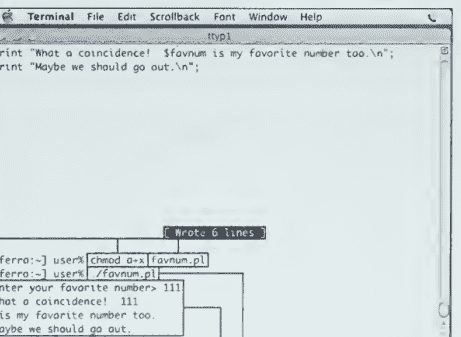 Terminal File Edit Scrollback Font Window Help
ttyp1
rint "What a coincidence!  $favnum is my favorite number too.\n";
rint "Maybe we should go out.\n";
[ Wrote 6 lines ]
ferro:~] user% chmod a+x favnum.pl
ferro:~] user% ./favnum.pl
nter your favorite number> 111
hat a coincidence!  111
is my favorite number too.
aybe we should go out.